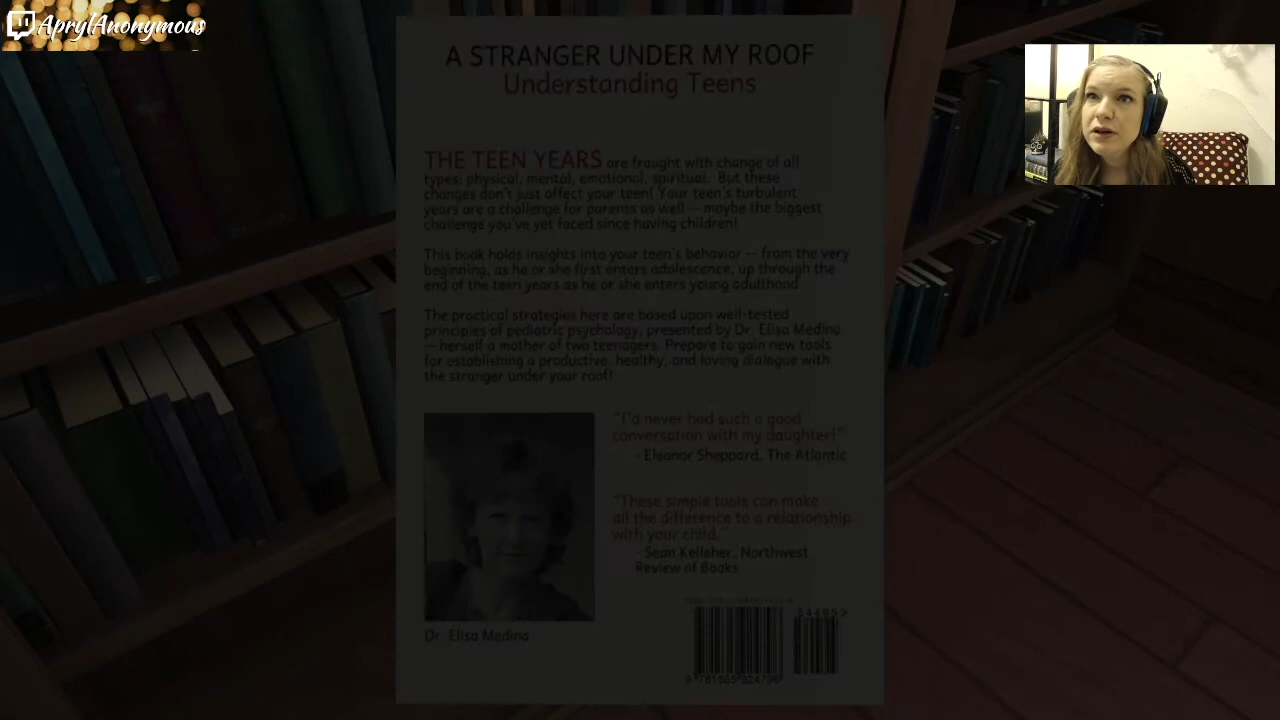 AprylAnonymous
A STRANGER UNDER MY ROOF
Understanding Teens
THE TEEN YEARS are fraught with change of all
types: physical, mental, emotional, spiritual. But these
changes don't just affect your teen! Your teen's turbulent
years are a challenge for parents as well -- maybe the biggest
challenge you've yet faced since having children!
This book holds insights into your teen's behavior -- from the very
beginning, as he or she first enters adolescence, up through the
end of the teen years as he or she enters young adulthood
The practical strategies here are based upon well-tested
principles of pediatric psychology, presented by Dr. Elisa Medina
-- herself a mother of two teenagers. Prepare to gain new tools
for establishing a productive, healthy, and loving dialogue with
the stranger under your roof!
"I'd never had such a good
conversation with my daughter!"
-Eleanor Sheppard, The Atlantic
"These simple tools can make
all the difference to a relationship
with your child."
-Sean Kelleher, Northwest
Review of Books
Dr. Elisa Medina
54495>